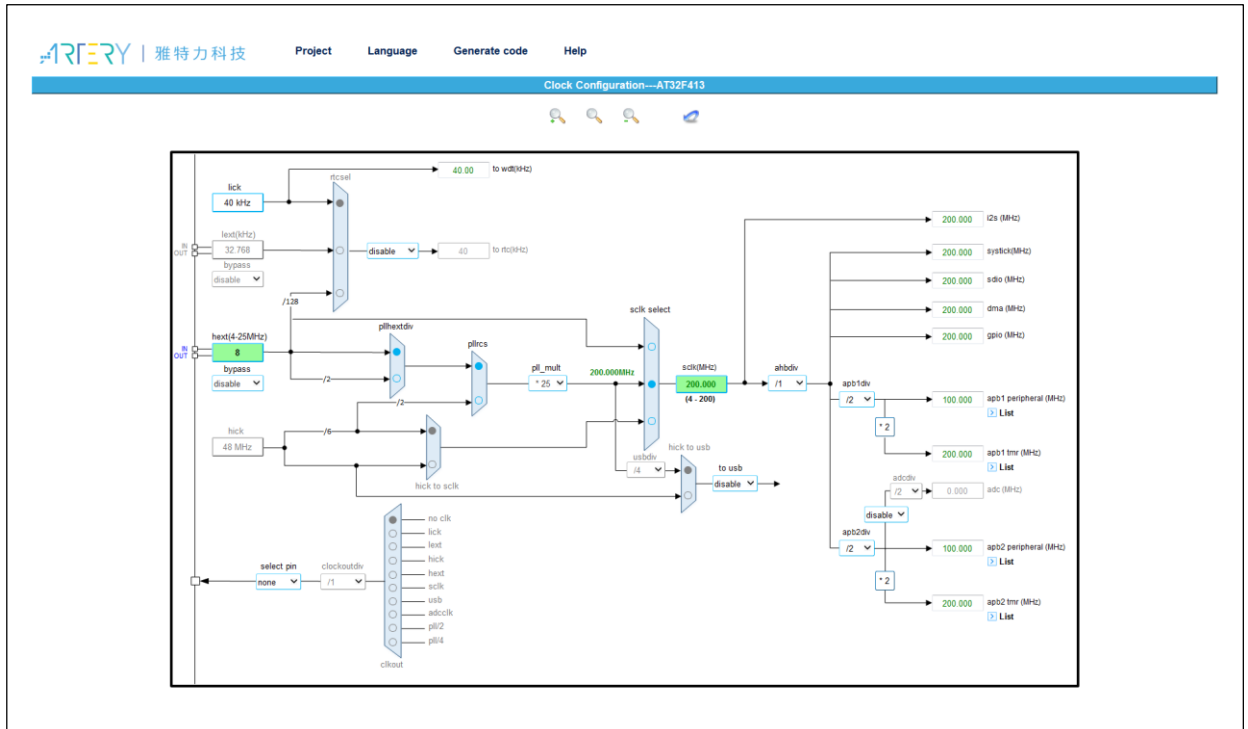 ARTERY 雅特力科技
Project Language Generate code Help
Clock Configuration---AT32F413
lick
40 kHz
rtcsel
40.00 to wdt(kHz)
lext(kHz)
IN
OUT
32.768
bypass
disable
disable
40 to rtc(kHz)
/128
hext(4-25MHz)
IN
OUT
8
bypass
disable
pllhextdiv
/2
pllrcs
/2
pll_mult
* 25
200.000MHz
sclk select
sclk(MHz)
200.000
(4 - 200)
ahbdiv
/1
200.000 i2s (MHz)
200.000 systick(MHz)
200.000 sdio (MHz)
200.000 dma (MHz)
200.000 gpio (MHz)
apb1div
/2
100.000 apb1 peripheral (MHz)
List
* 2
200.000 apb1 tmr (MHz)
List
hick
48 MHz
/6
hick to sclk
usbdiv
/4
hick to usb
to usb
disable
adcdiv
/2
0.000 adc (MHz)
disable
apb2div
/2
100.000 apb2 peripheral (MHz)
List
* 2
200.000 apb2 tmr (MHz)
List
select pin
none
clockoutdiv
/1
no clk
lick
lext
hick
hext
sclk
usb
adcclk
pll/2
pll/4
clkout